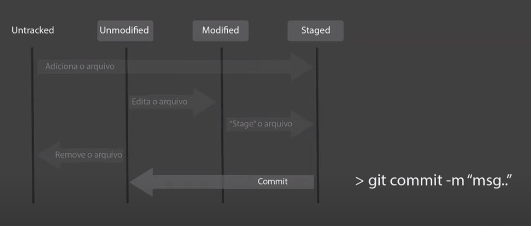 Untracked Unmodified Modified Staged
Adiciona o arquivo
Edita o arquivo
"Stage" o arquivo
Remove o arquivo
Commit
> git commit -m "msg.."